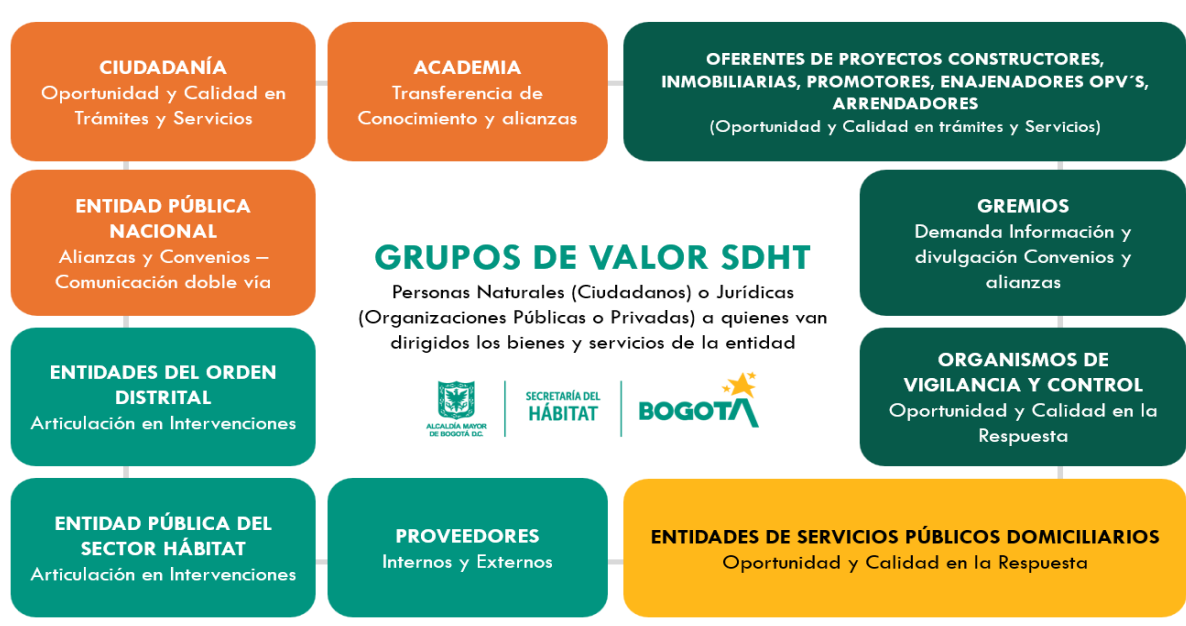 CIUDADANÍA
Oportunidad y Calidad en
Trámites y Servicios
ACADEMIA
Transferencia de
Conocimiento y alianzas
OFERENTES DE PROYECTOS CONSTRUCTORES,
INMOBILIARIAS, PROMOTORES, ENAJENADORES OPV´S,
ARRENDADORES
(Oportunidad y Calidad en trámites y Servicios)
ENTIDAD PÚBLICA
NACIONAL
Alianzas y Convenios –
Comunicación doble vía
GRUPOS DE VALOR SDHT
Personas Naturales (Ciudadanos) o Jurídicas
(Organizaciones Públicas o Privadas) a quienes van
dirigidos los bienes y servicios de la entidad
ALCALDÍA MAYOR
DE BOGOTÁ D.C.
SECRETARÍA DEL
HÁBITAT
BOGOTÁ
GREMIOS
Demanda Información y
divulgación Convenios y
alianzas
ENTIDADES DEL ORDEN
DISTRITAL
Articulación en Intervenciones
ORGANISMOS DE
VIGILANCIA Y CONTROL
Oportunidad y Calidad en la
Respuesta
ENTIDAD PÚBLICA DEL
SECTOR HÁBITAT
Articulación en Intervenciones
PROVEEDORES
Internos y Externos
ENTIDADES DE SERVICIOS PÚBLICOS DOMICILIARIOS
Oportunidad y Calidad en la Respuesta